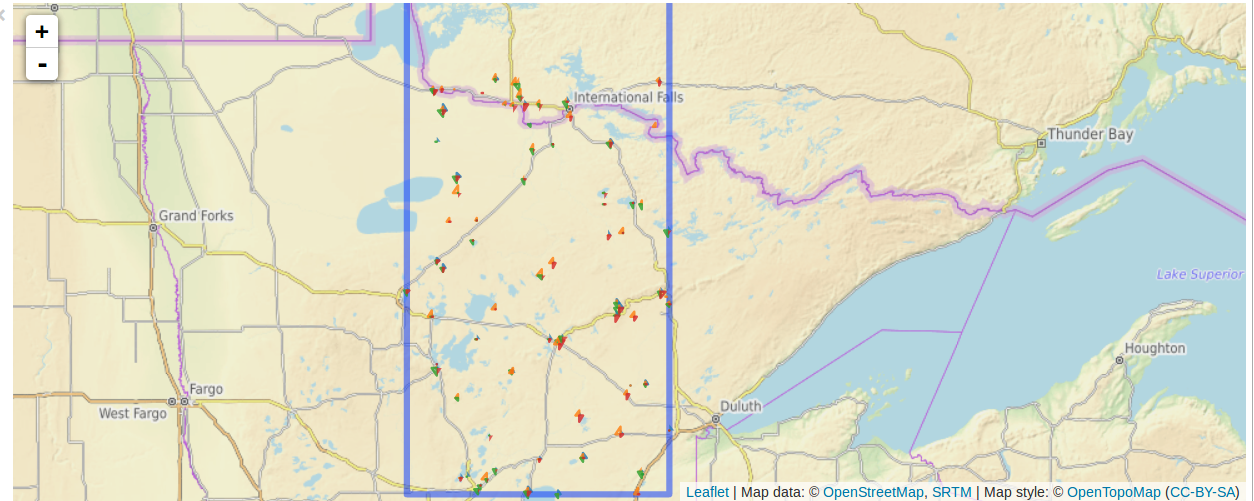 +
-
International Falls
Thunder Bay
Grand Forks
Lake Superior
Houghton
Fargo
West Fargo
Duluth
Leaflet | Map data: © OpenStreetMap, SRTM | Map style: © OpenTopoMap (CC-BY-SA)